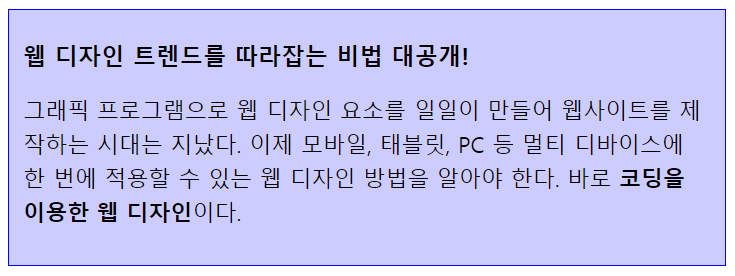 웹 디자인 트렌드를 따라잡는 비법 대공개!
그래픽 프로그램으로 웹 디자인 요소를 일일이 만들어 웹사이트를 제
작하는 시대는 지났다. 이제 모바일, 태블릿, PC 등 멀티 디바이스에
한 번에 적용할 수 있는 웹 디자인 방법을 알아야 한다. 바로 코딩을
이용한 웹 디자인이다.